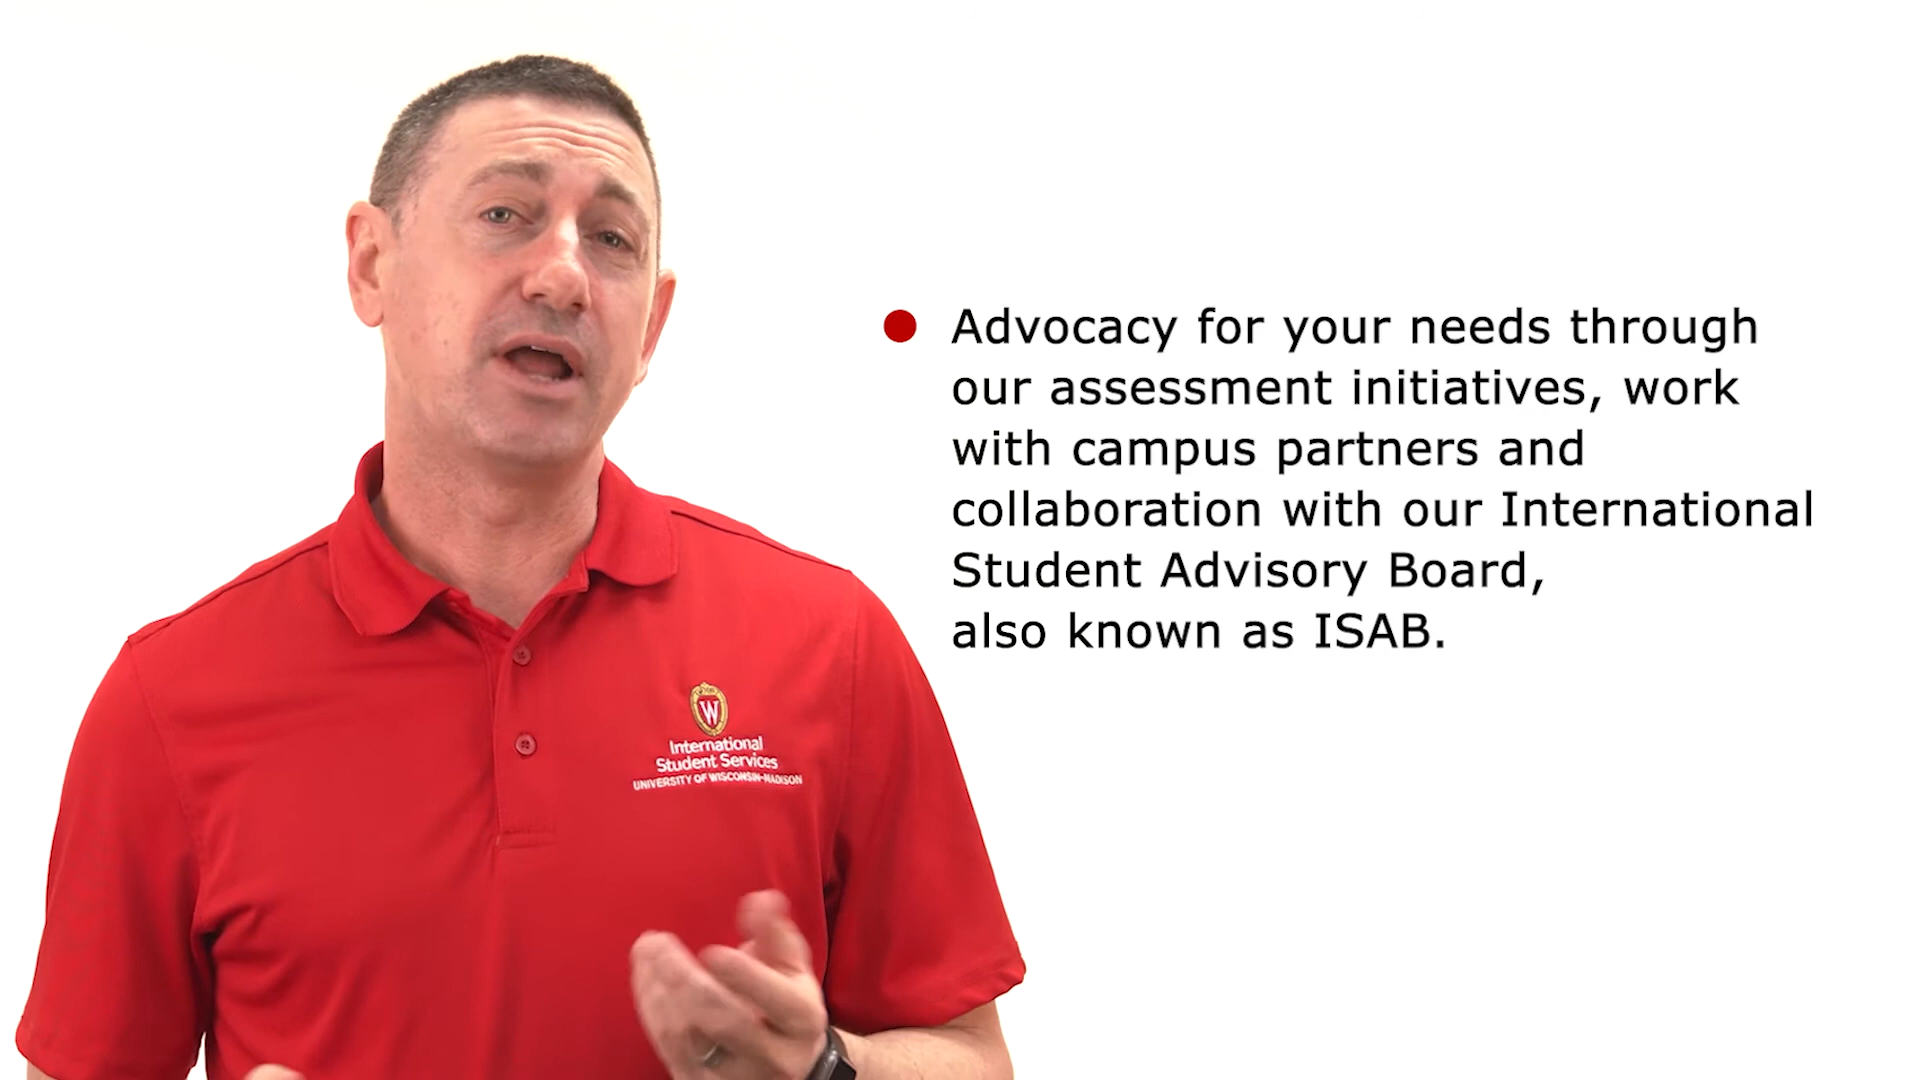 Advocacy for your needs through
our assessment initiatives, work
with campus partners and
collaboration with our International
Student Advisory Board,
also known as ISAB.
W
International
Student Services
UNIVERSITY OF WISCONSIN-MADISON